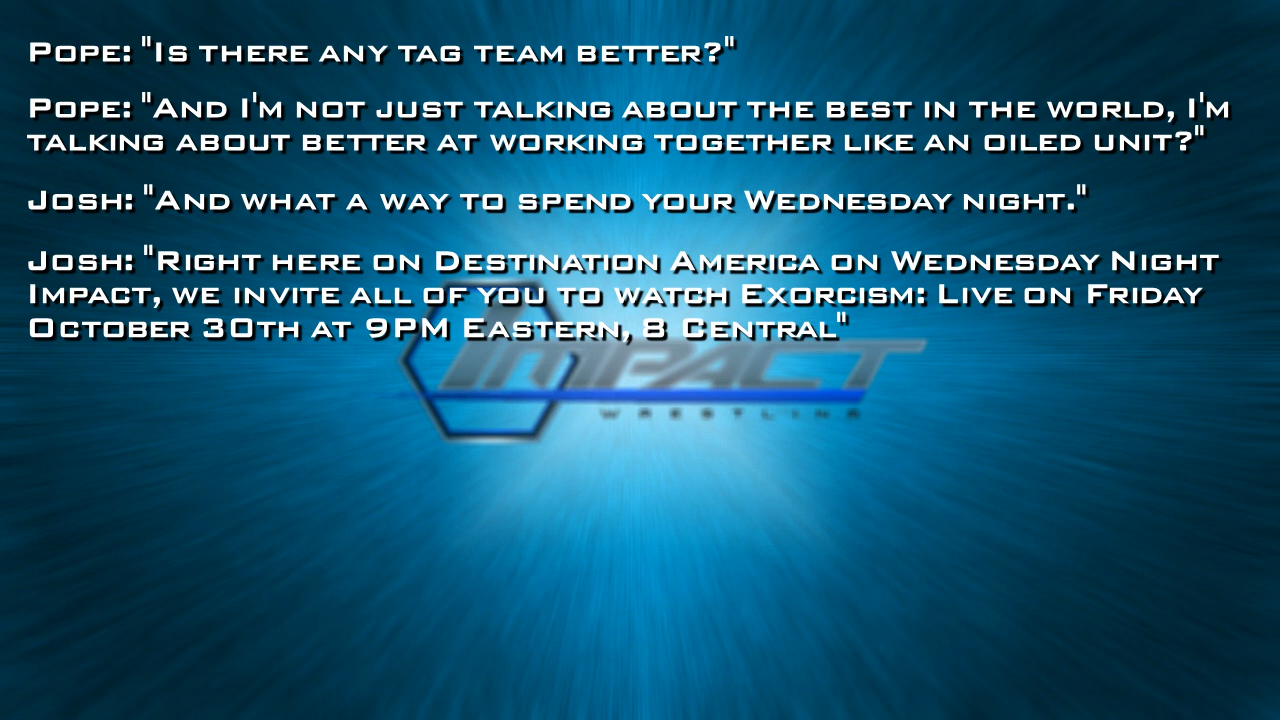 Pope: "Is there any tag team better?"
Pope: "And I'm not just talking about the best in the world, I'm
talking about better at working together like an oiled unit?"
Josh: "And what a way to spend your Wednesday night."
Josh: "Right here on Destination America on Wednesday Night
Impact, we invite all of you to watch Exorcism: Live on Friday
October 30th at 9PM Eastern, 8 Central"
IMPACT
WRESTLING